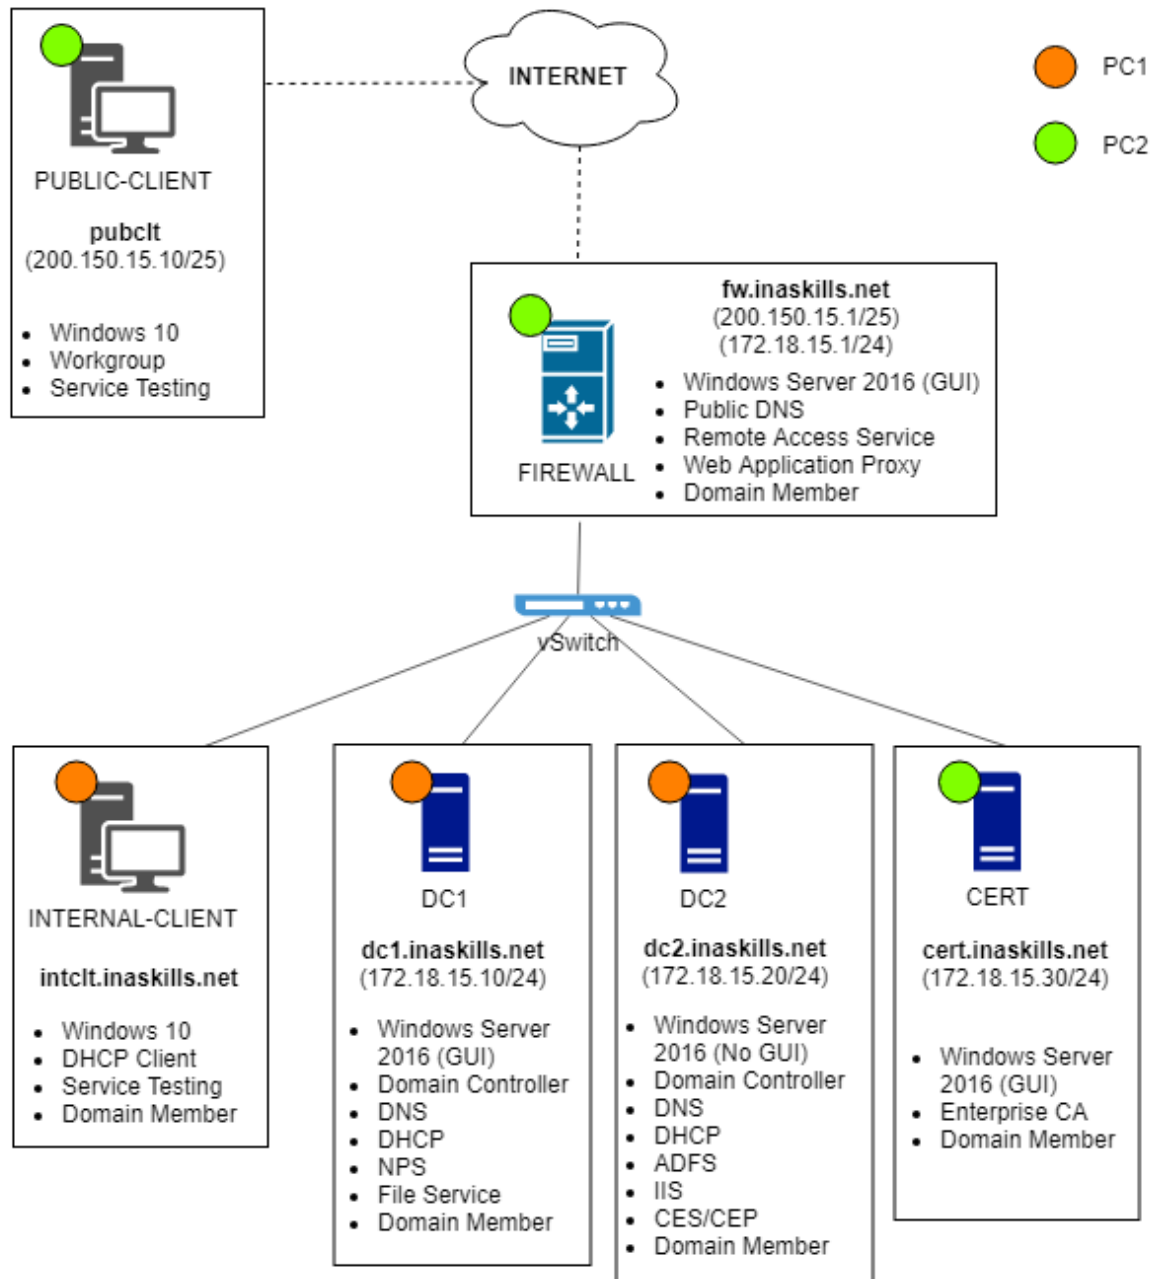 INTERNET
PC1
PC2
PUBLIC-CLIENT
pubclt
(200.150.15.10/25)
• Windows 10
• Workgroup
• Service Testing
FIREWALL
fw.inaskills.net
(200.150.15.1/25)
(172.18.15.1/24)
• Windows Server 2016 (GUI)
• Public DNS
• Remote Access Service
• Web Application Proxy
• Domain Member
vSwitch
INTERNAL-CLIENT
intclt.inaskills.net
• Windows 10
• DHCP Client
• Service Testing
• Domain Member
DC1
dc1.inaskills.net
(172.18.15.10/24)
• Windows Server
2016 (GUI)
• Domain Controller
• DNS
• DHCP
• NPS
• File Service
• Domain Member
DC2
dc2.inaskills.net
(172.18.15.20/24)
• Windows Server
2016 (No GUI)
• Domain Controller
• DNS
• DHCP
• ADFS
• IIS
• CES/CEP
• Domain Member
CERT
cert.inaskills.net
(172.18.15.30/24)
• Windows Server
2016 (GUI)
• Enterprise CA
• Domain Member